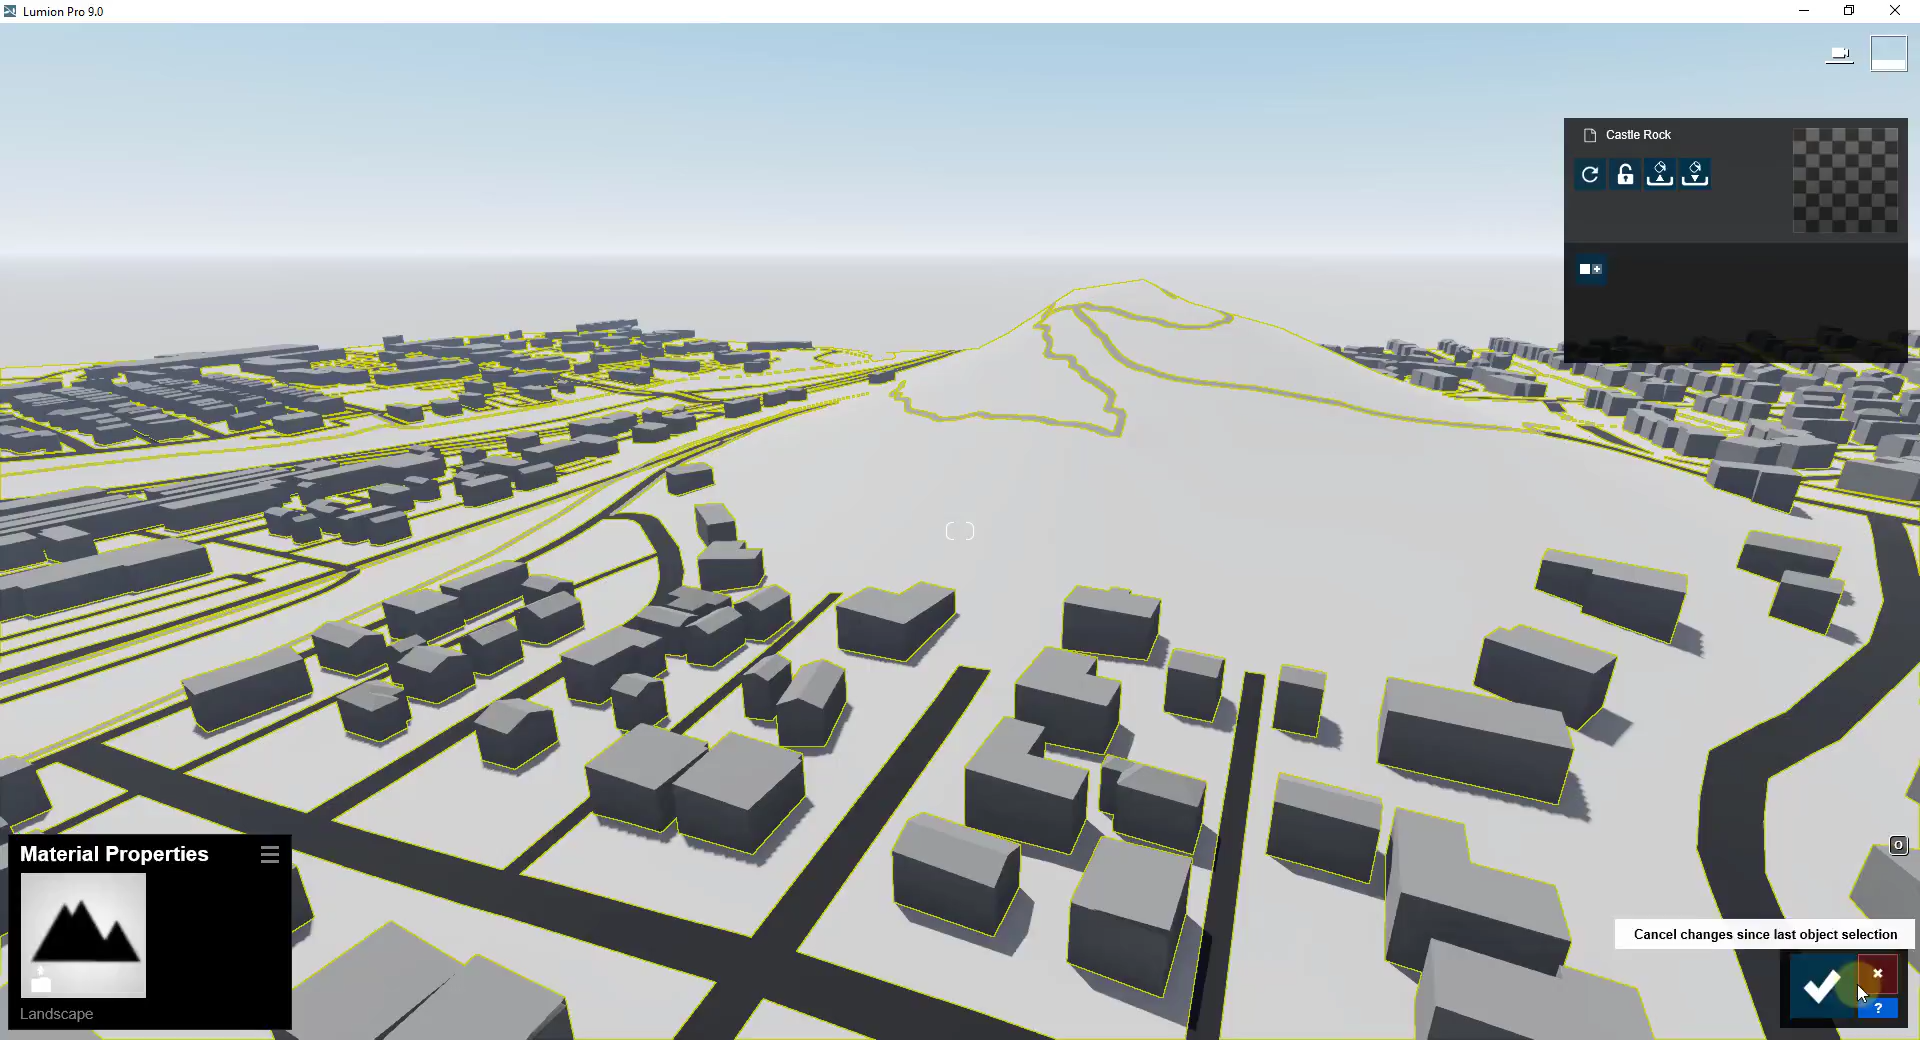 Lumion Pro 9.0
Castle Rock
Material Properties
Landscape
O
Cancel changes since last object selection
?